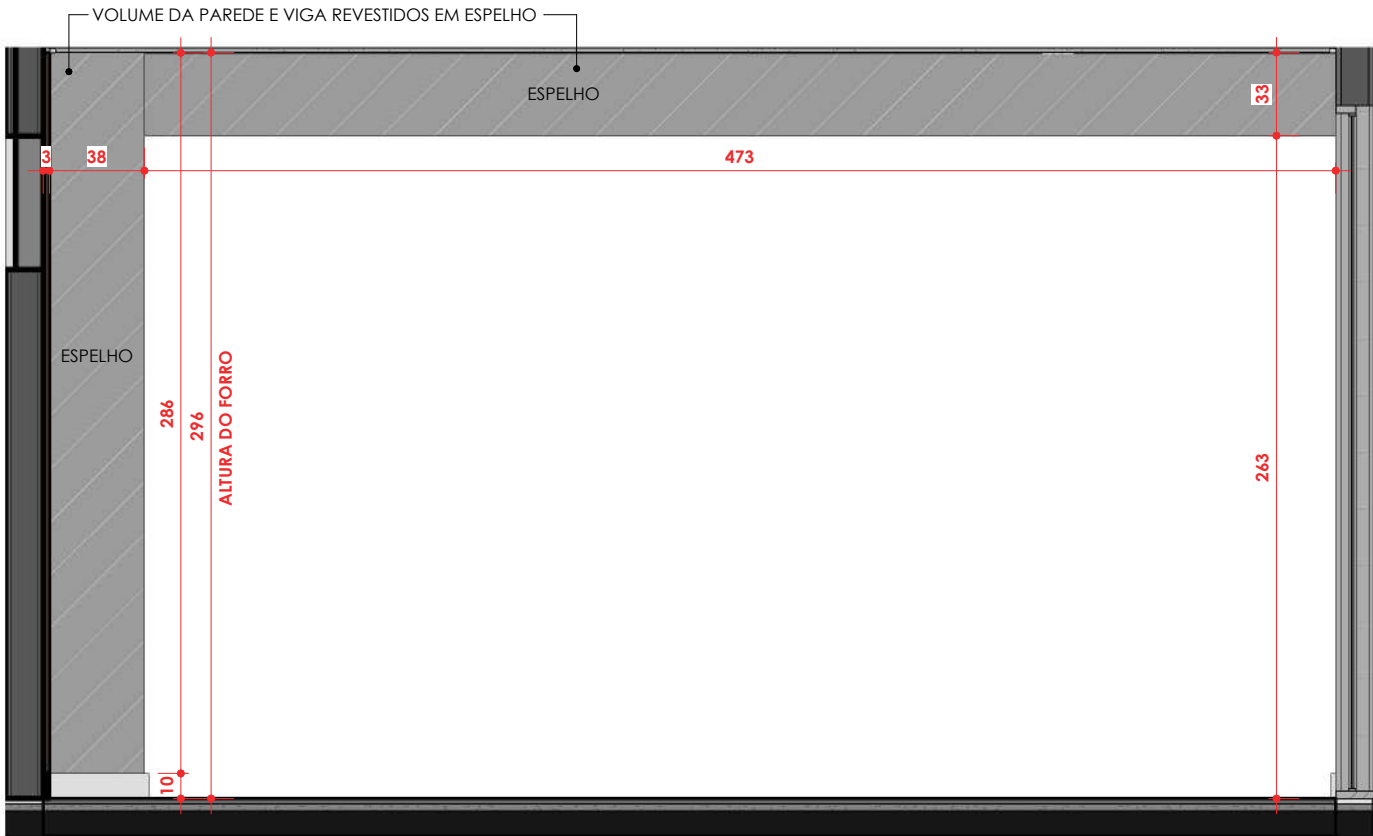 VOLUME DA PAREDE E VIGA REVESTIDOS EM ESPELHO
ESPELHO
33
3
38
473
ESPELHO
286
296
ALTURA DO FORRO
263
10